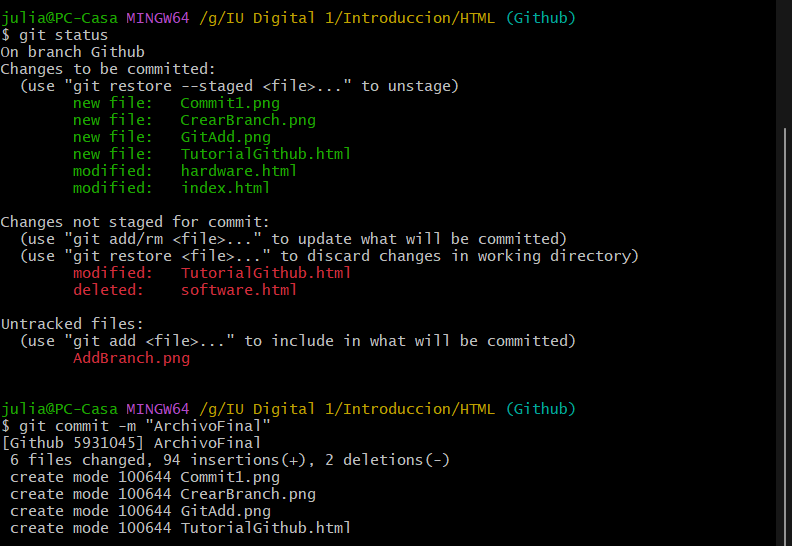 julia@PC-Casa MINGW64 /g/IU Digital 1/Introduccion/HTML (Github)
$ git status
On branch Github
Changes to be committed:
  (use "git restore --staged <file>..." to unstage)
        new file:   Commit1.png
        new file:   CrearBranch.png
        new file:   GitAdd.png
        new file:   TutorialGithub.html
        modified:   hardware.html
        modified:   index.html

Changes not staged for commit:
  (use "git add/rm <file>..." to update what will be committed)
  (use "git restore <file>..." to discard changes in working directory)
        modified:   TutorialGithub.html
        deleted:    software.html

Untracked files:
  (use "git add <file>..." to include in what will be committed)
        AddBranch.png

julia@PC-Casa MINGW64 /g/IU Digital 1/Introduccion/HTML (Github)
$ git commit -m "ArchivoFinal"
[Github 5931045] ArchivoFinal
 6 files changed, 94 insertions(+), 2 deletions(-)
 create mode 100644 Commit1.png
 create mode 100644 CrearBranch.png
 create mode 100644 GitAdd.png
 create mode 100644 TutorialGithub.html